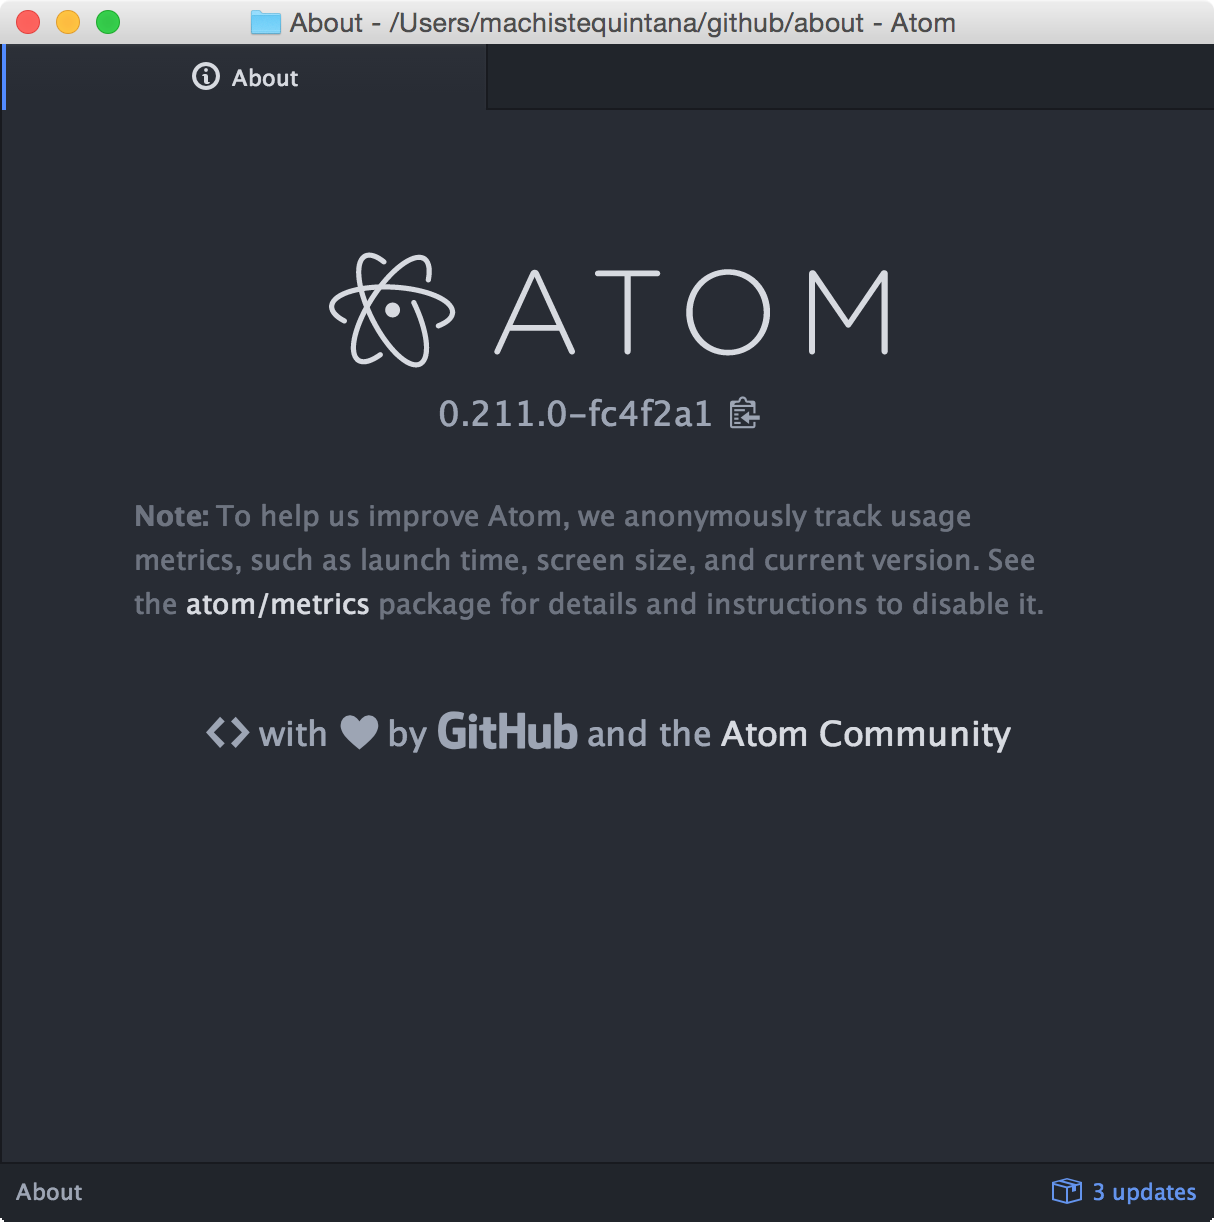 About - /Users/machistequintana/github/about - Atom
About
ATOM
0.211.0-fc4f2a1
Note: To help us improve Atom, we anonymously track usage
metrics, such as launch time, screen size, and current version. See
the atom/metrics package for details and instructions to disable it.
<> with ♥ by GitHub and the Atom Community
About
3 updates